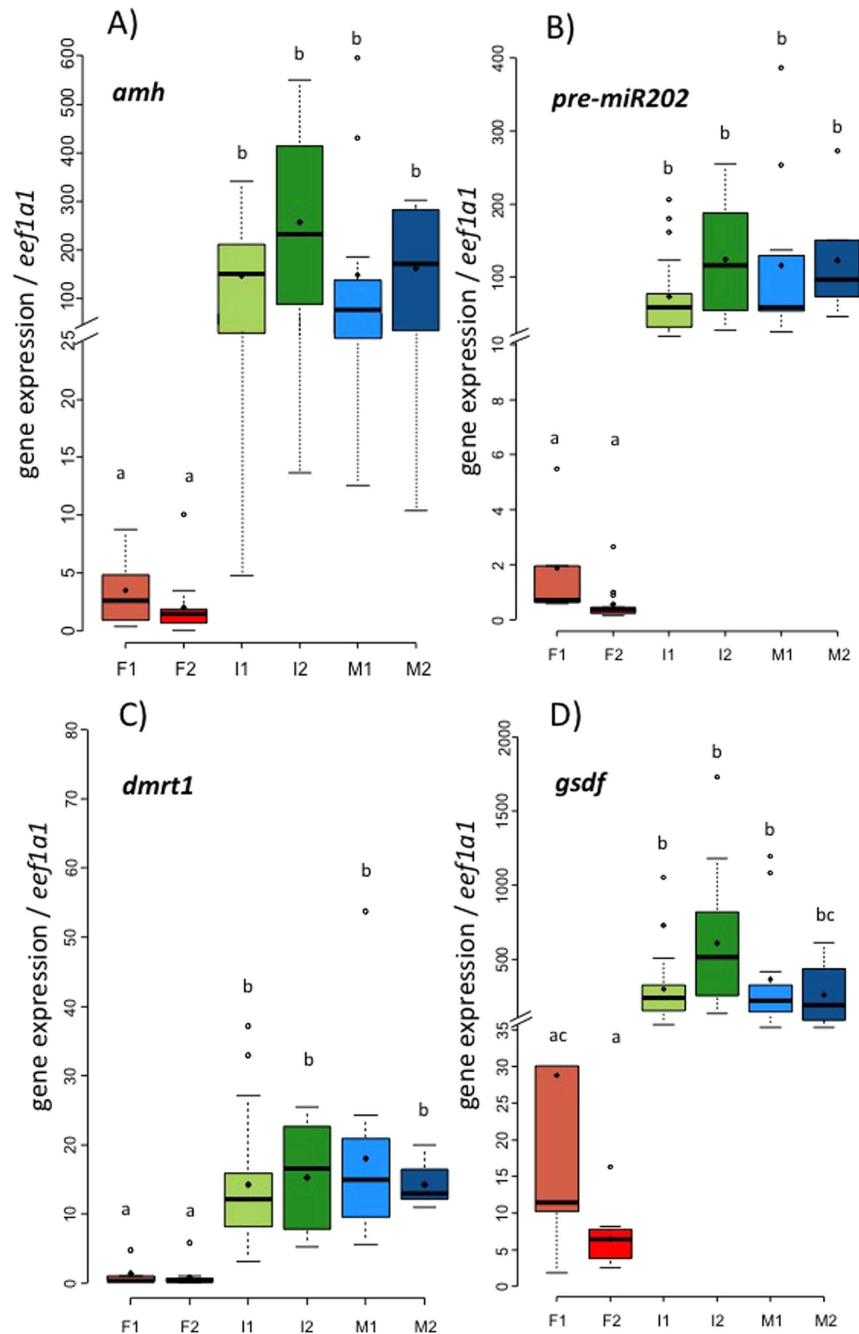 A)
amh
gene expression / eef1a1
600
500
400
300
200
100
25
20
15
10
5
0
a
a
b
b
b
b
F1
F2
I1
I2
M1
M2
B)
pre-miR202
gene expression / eef1a1
400
300
200
100
10
8
6
4
2
0
a
a
b
b
b
b
F1
F2
I1
I2
M1
M2
C)
dmrt1
gene expression / eef1a1
80
70
60
50
40
30
20
10
0
a
a
b
b
b
b
F1
F2
I1
I2
M1
M2
D)
gsdf
gene expression / eef1a1
2000
1500
1000
500
35
30
25
20
15
10
5
0
ac
a
b
b
b
bc
F1
F2
I1
I2
M1
M2